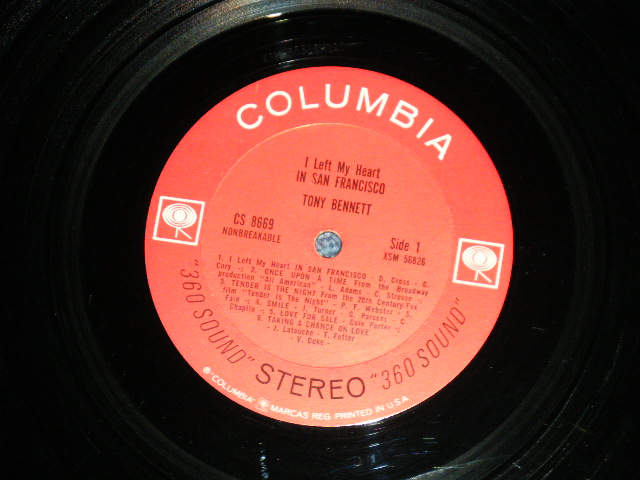 COLUMBIA
I Left My Heart
IN SAN FRANCISCO
TONY BENNETT
CS 8669
NONBREAKABLE
Side 1
XSM 56826
1. I Left My Heart IN SAN FRANCISCO - D. Cross - G.
Cory -: 2. ONCE UPON A TIME From the Broadway
production "All American" - L. Adams - C. Strouse -:
3. TENDER IS THE NIGHT From the 20th Century Fox
film "Tender Is The Night" - P. F. Webster - S.
Fain -: 4. SMILE - J. Turner - G. Parsons - C.
Chaplin -: 5. LOVE FOR SALE - Cole Porter -:
6. TAKING A CHANCE ON LOVE
- J. Latouche - T. Fetter
- V. Duke -
"360 SOUND" STEREO "360 SOUND"
® "COLUMBIA" MARCAS REG. PRINTED IN U.S.A.